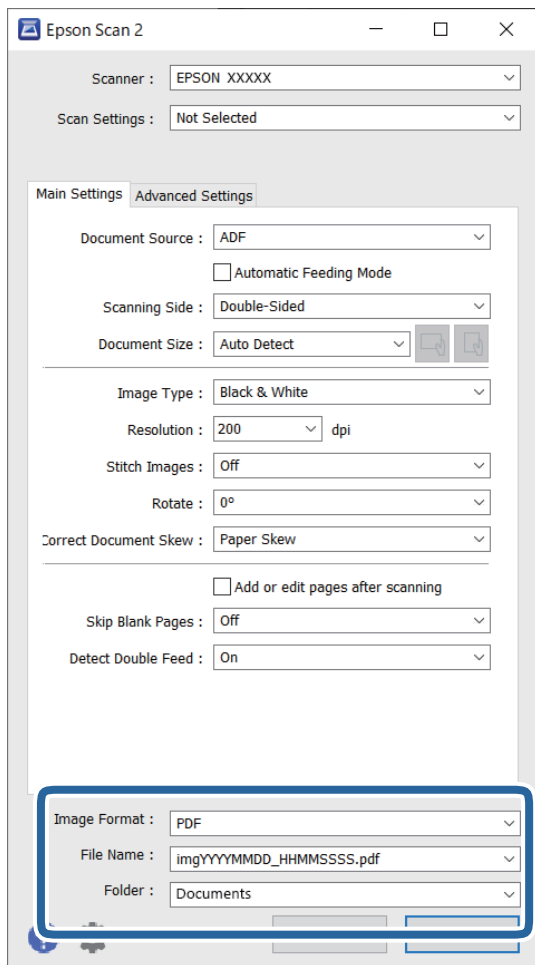 Epson Scan 2
Scanner : EPSON XXXXX
Scan Settings : Not Selected
Main Settings Advanced Settings
Document Source : ADF
Automatic Feeding Mode
Scanning Side : Double-Sided
Document Size : Auto Detect
Image Type : Black & White
Resolution : 200 dpi
Stitch Images : Off
Rotate : 0°
Correct Document Skew : Paper Skew
Add or edit pages after scanning
Skip Blank Pages : Off
Detect Double Feed : On
Image Format : PDF
File Name : imgYYYYMMDD_HHMMSSSS.pdf
Folder : Documents